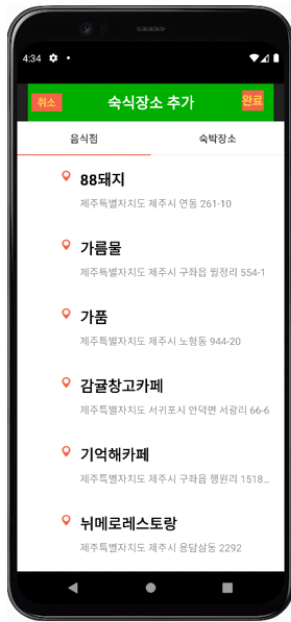 4:34
취소 숙식장소 추가 완료
음식점 숙박장소
88돼지
제주특별자치도 제주시 연동 261-10
가름물
제주특별자치도 제주시 구좌읍 월정리 554-1
가품
제주특별자치도 제주시 노형동 944-20
감귤창고카페
제주특별자치도 서귀포시 안덕면 서광리 66-6
기억해카페
제주특별자치도 제주시 구좌읍 행원리 1518...
뉘메로레스토랑
제주특별자치도 제주시 용담삼동 2292